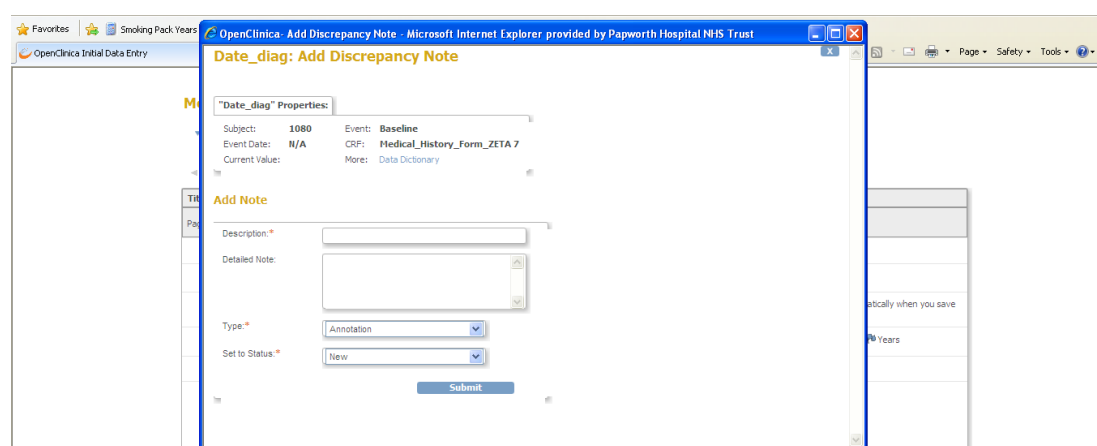 Favorites Smoking Pack Years
OpenClinica- Add Discrepancy Note - Microsoft Internet Explorer provided by Papworth Hospital NHS Trust
OpenClinica Initial Data Entry
Page Safety Tools
Date_diag: Add Discrepancy Note
X
"Date_diag" Properties:
Subject: 1080 Event: Baseline
Event Date: N/A CRF: Medical_History_Form_ZETA 7
Current Value: More: Data Dictionary
Add Note
Description:*
Detailed Note:
atically when you save
Type:* Annotation
Years
Set to Status:* New
Submit